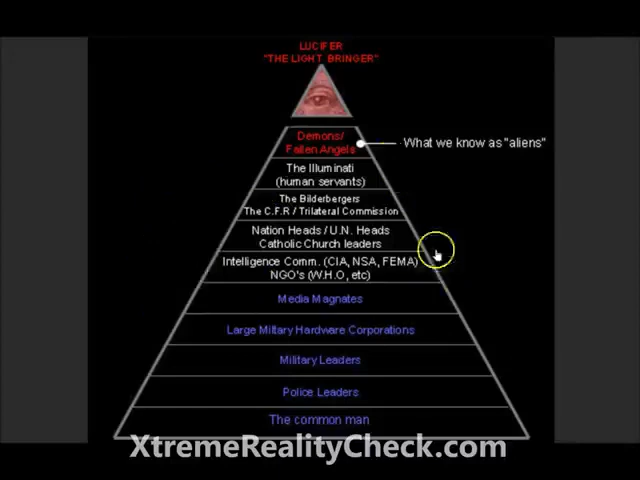 LUCIFER
"THE LIGHT BRINGER"
Demons/
Fallen Angels
What we know as "aliens"
The Illuminati
(human servants)
The Bilderbergers
The C.F.R / Trilateral Commission
Nation Heads / U.N. Heads
Catholic Church leaders
Intelligence Comm. (CIA, NSA, FEMA)
NGO's (W.H.O, etc)
Media Magnates
Large Miltary Hardware Corporations
Military Leaders
Police Leaders
The common man
XtremeRealityCheck.com